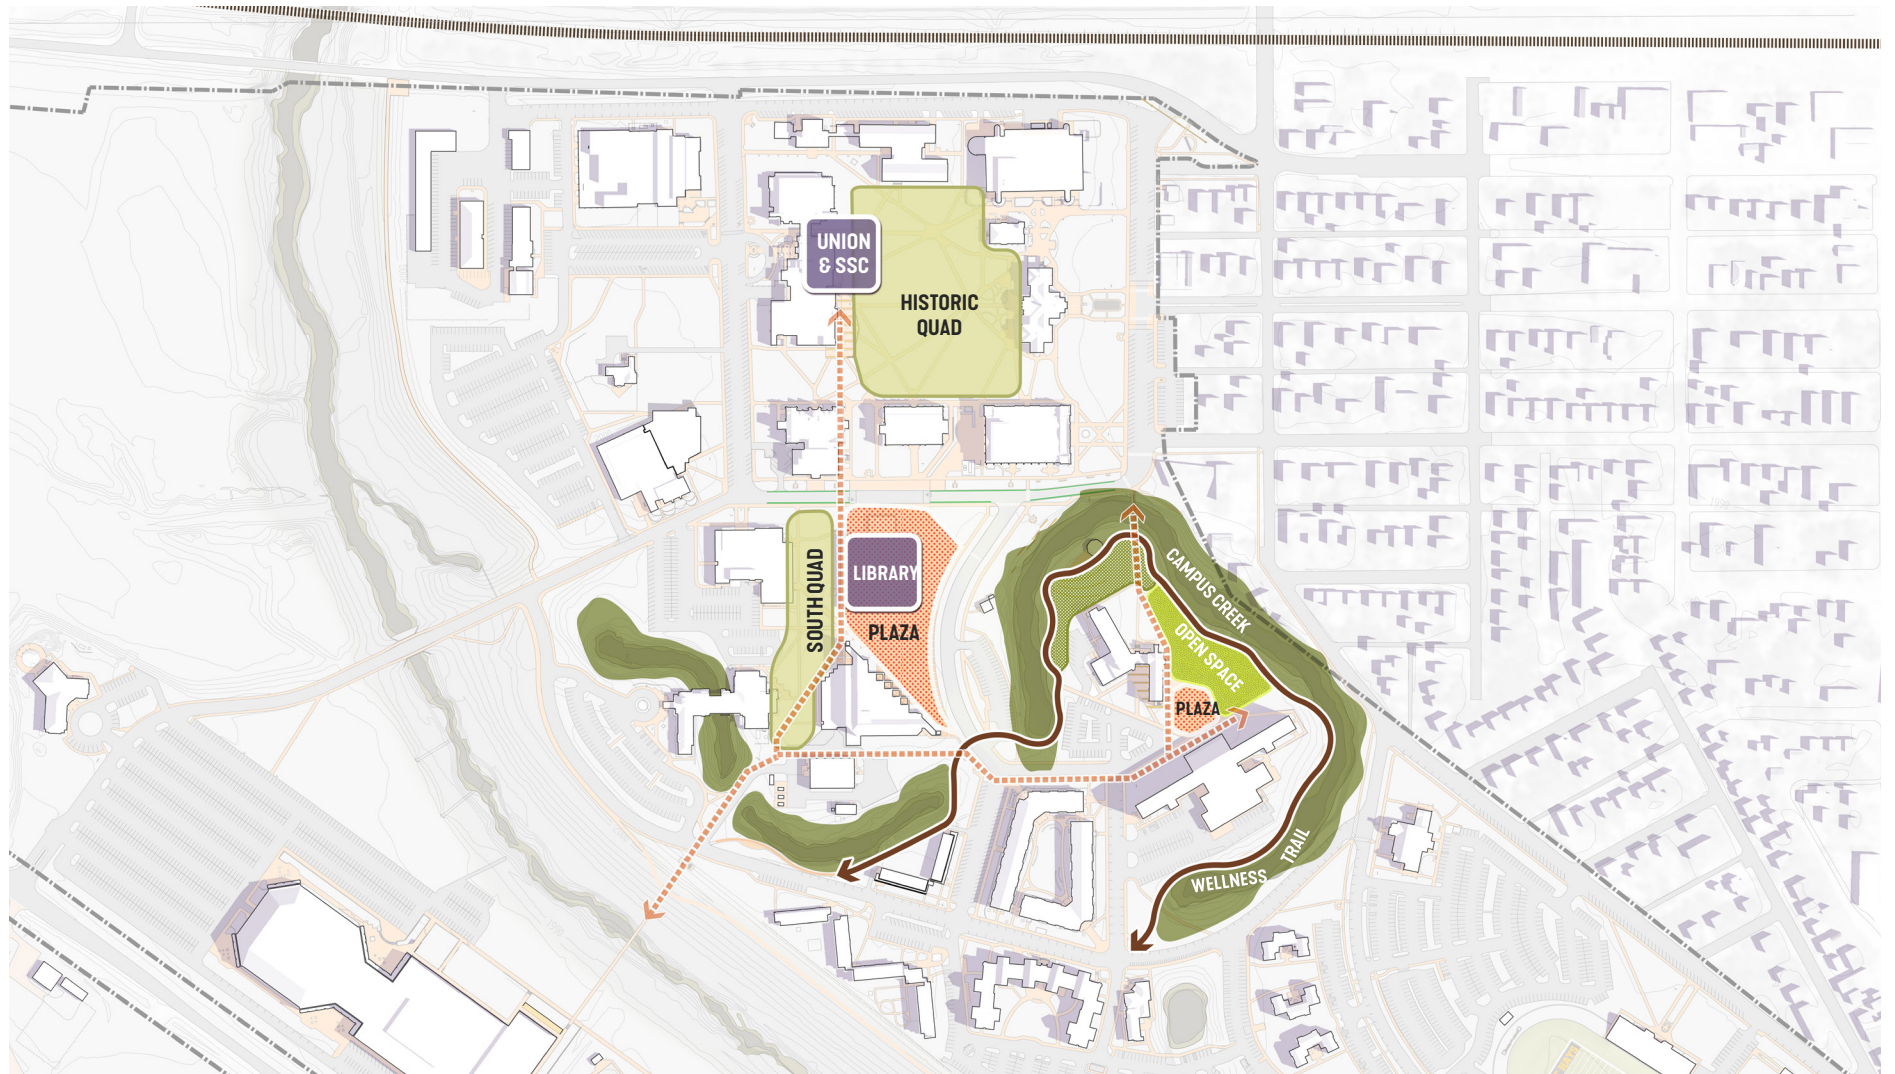 UNION
& SSC
HISTORIC
QUAD
SOUTH QUAD
LIBRARY
PLAZA
CAMPUS CREEK
OPEN SPACE
PLAZA
WELLNESS TRAIL